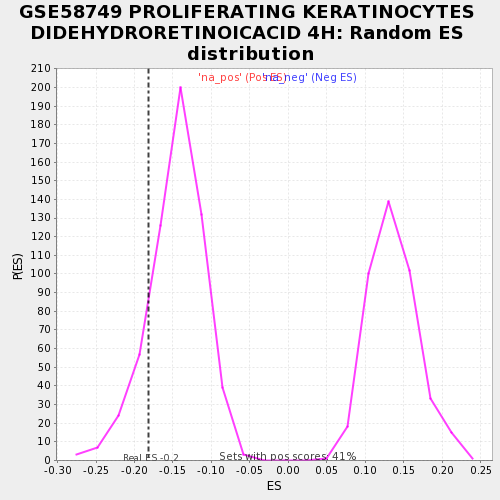 GSE58749 PROLIFERATING KERATINOCYTES
DIDEHYDRORETINOICACID 4H: Random ES
distribution
'na_pos' (Pos ES) 'na_neg' (Neg ES)
210
200
190
180
170
160
150
140
130
120
110
100
90
80
70
60
50
40
30
20
10
0
P(ES)
Real ES -0.2
Sets with pos scores: 41%
-0.30 -0.25 -0.20 -0.15 -0.10 -0.05 0.00 0.05 0.10 0.15 0.20 0.25
ES